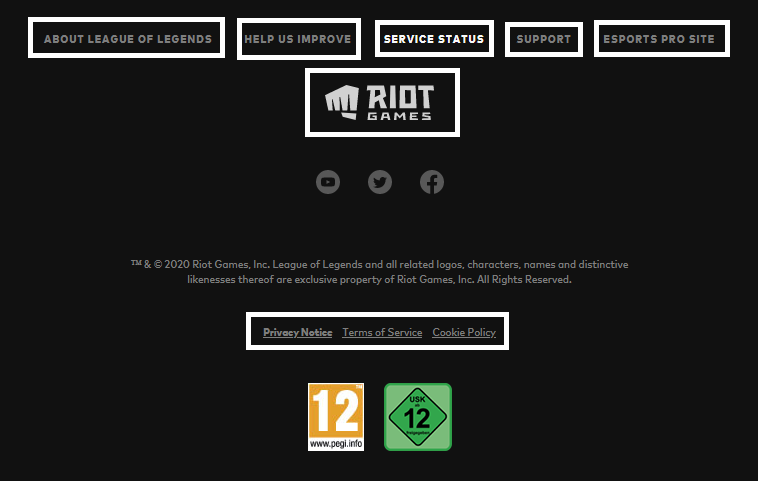 ABOUT LEAGUE OF LEGENDS HELP US IMPROVE SERVICE STATUS SUPPORT ESPORTS PRO SITE
RIOT
GAMES
™ & © 2020 Riot Games, Inc. League of Legends and all related logos, characters, names and distinctive
likenesses thereof are exclusive property of Riot Games, Inc. All Rights Reserved.
Privacy Notice Terms of Service Cookie Policy
12 ™
www.pegi.info
USK
ab
12
freigegeben